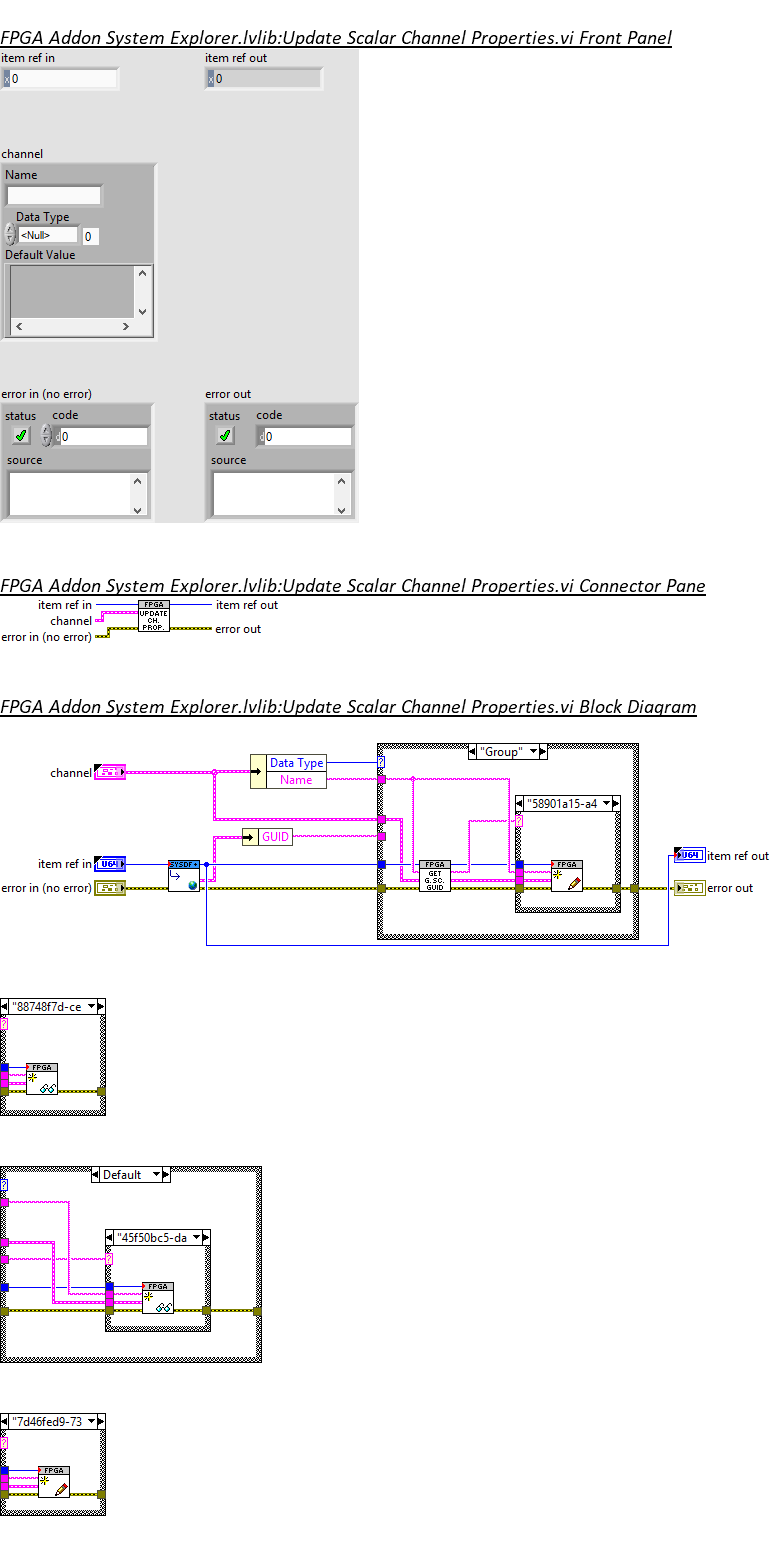 FPGA Addon System Explorer.lvlib:Update Scalar Channel Properties.vi Front Panel
item ref in
item ref out
x 0
x 0
channel
Name
Data Type
<Null>
0
Default Value
error in (no error)
error out
status code
status code
d 0
d 0
source
source
FPGA Addon System Explorer.lvlib:Update Scalar Channel Properties.vi Connector Pane
item ref in
channel
error in (no error)
FPGA
UPDATE
CH.
PROP.
item ref out
error out
FPGA Addon System Explorer.lvlib:Update Scalar Channel Properties.vi Block Diagram
channel
Data Type
Name
"Group"
?
"58901a15-a4
?
GUID
item ref in
U64
SYSDF
FPGA
GET
G.SC.
GUID
FPGA
U64
item ref out
error in (no error)
error out
"88748f7d-ce
?
FPGA
Default
?
"45f50bc5-da
?
FPGA
"7d46fed9-73
?
FPGA